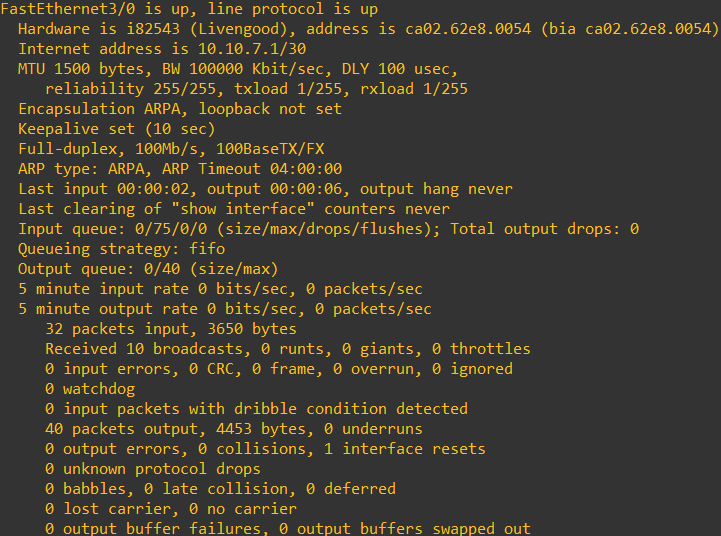 FastEthernet3/0 is up, line protocol is up
Hardware is i82543 (Livengood), address is ca02.62e8.0054 (bia ca02.62e8.0054)
Internet address is 10.10.7.1/30
MTU 1500 bytes, BW 100000 Kbit/sec, DLY 100 usec,
reliability 255/255, txload 1/255, rxload 1/255
Encapsulation ARPA, loopback not set
Keepalive set (10 sec)
Full-duplex, 100Mb/s, 100BaseTX/FX
ARP type: ARPA, ARP Timeout 04:00:00
Last input 00:00:02, output 00:00:06, output hang never
Last clearing of "show interface" counters never
Input queue: 0/75/0/0 (size/max/drops/flushes); Total output drops: 0
Queueing strategy: fifo
Output queue: 0/40 (size/max)
5 minute input rate 0 bits/sec, 0 packets/sec
5 minute output rate 0 bits/sec, 0 packets/sec
32 packets input, 3650 bytes
Received 10 broadcasts, 0 runts, 0 giants, 0 throttles
0 input errors, 0 CRC, 0 frame, 0 overrun, 0 ignored
0 watchdog
0 input packets with dribble condition detected
40 packets output, 4453 bytes, 0 underruns
0 output errors, 0 collisions, 1 interface resets
0 unknown protocol drops
0 babbles, 0 late collision, 0 deferred
0 lost carrier, 0 no carrier
0 output buffer failures, 0 output buffers swapped out